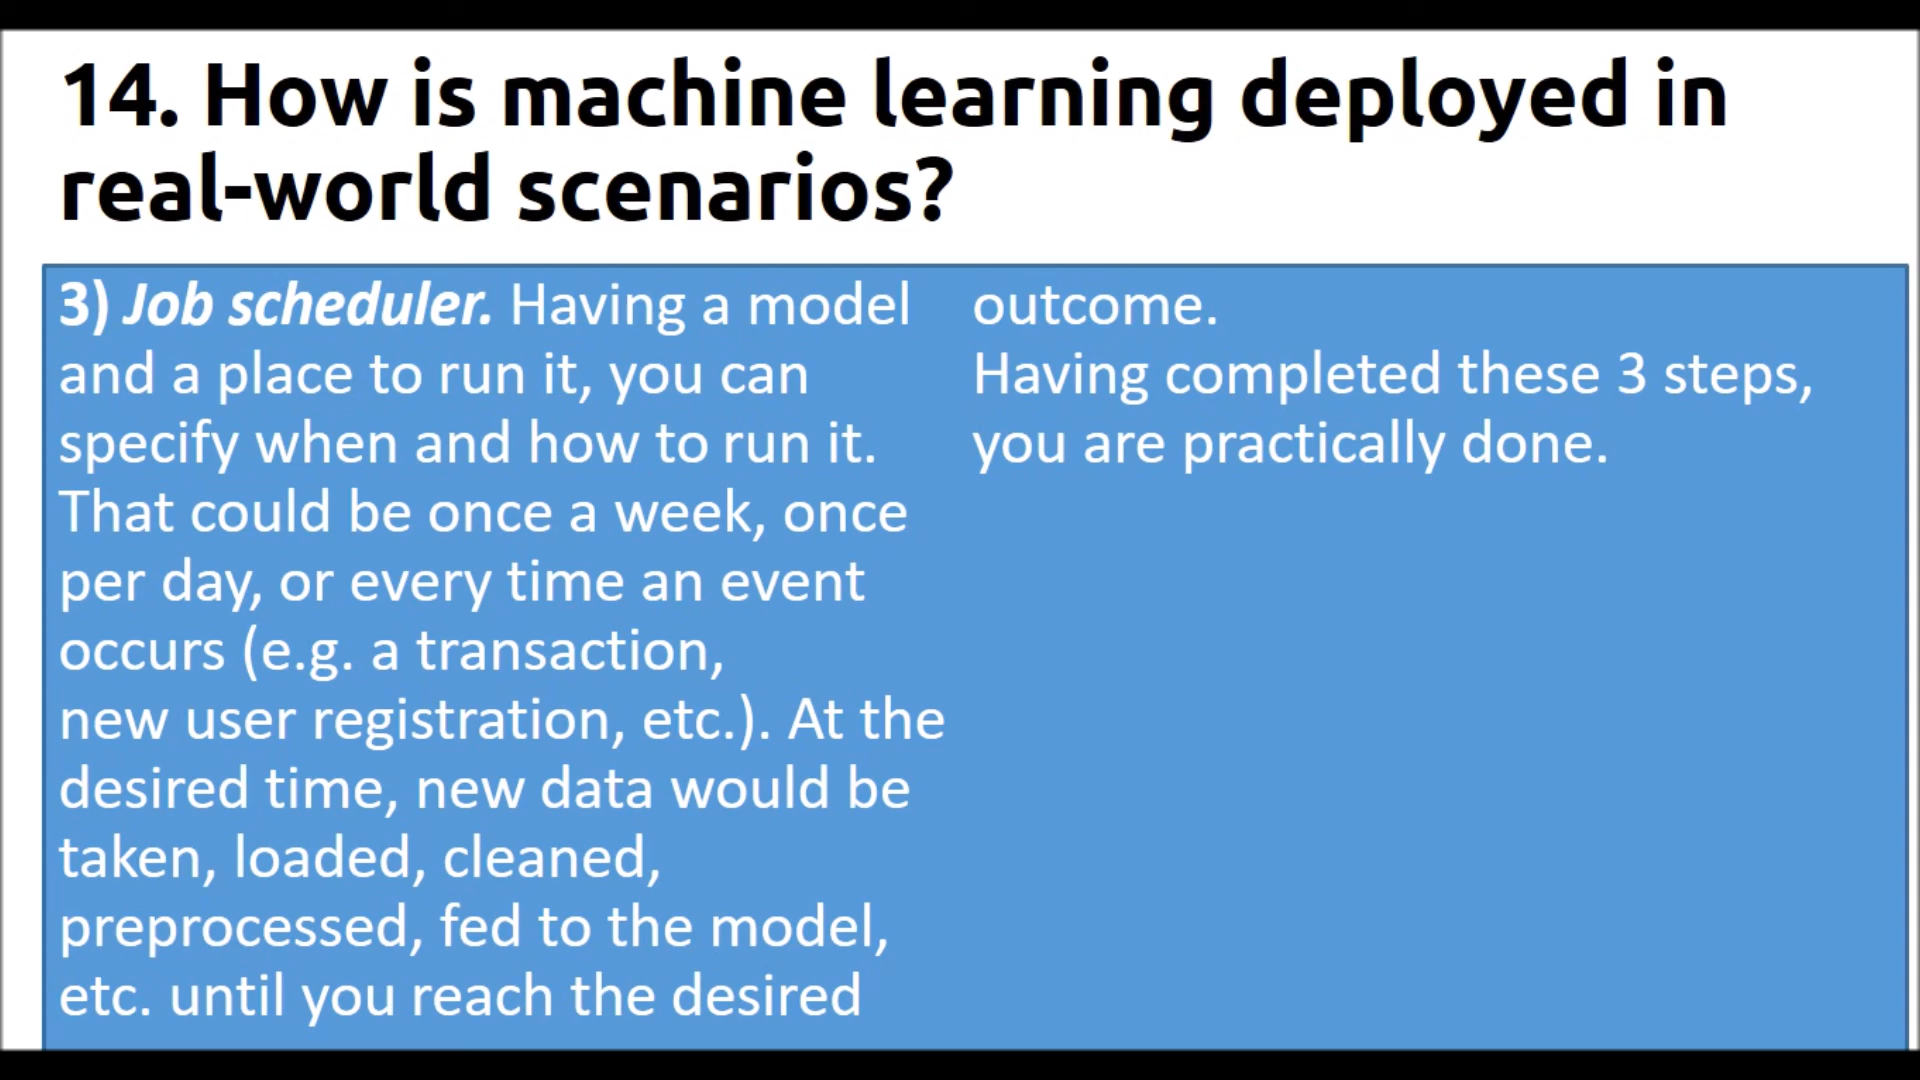 14. How is machine learning deployed in
real-world scenarios?
3) Job scheduler. Having a model
and a place to run it, you can
specify when and how to run it.
That could be once a week, once
per day, or every time an event
occurs (e.g. a transaction,
new user registration, etc.). At the
desired time, new data would be
taken, loaded, cleaned,
preprocessed, fed to the model,
etc. until you reach the desired
outcome.
Having completed these 3 steps,
you are practically done.